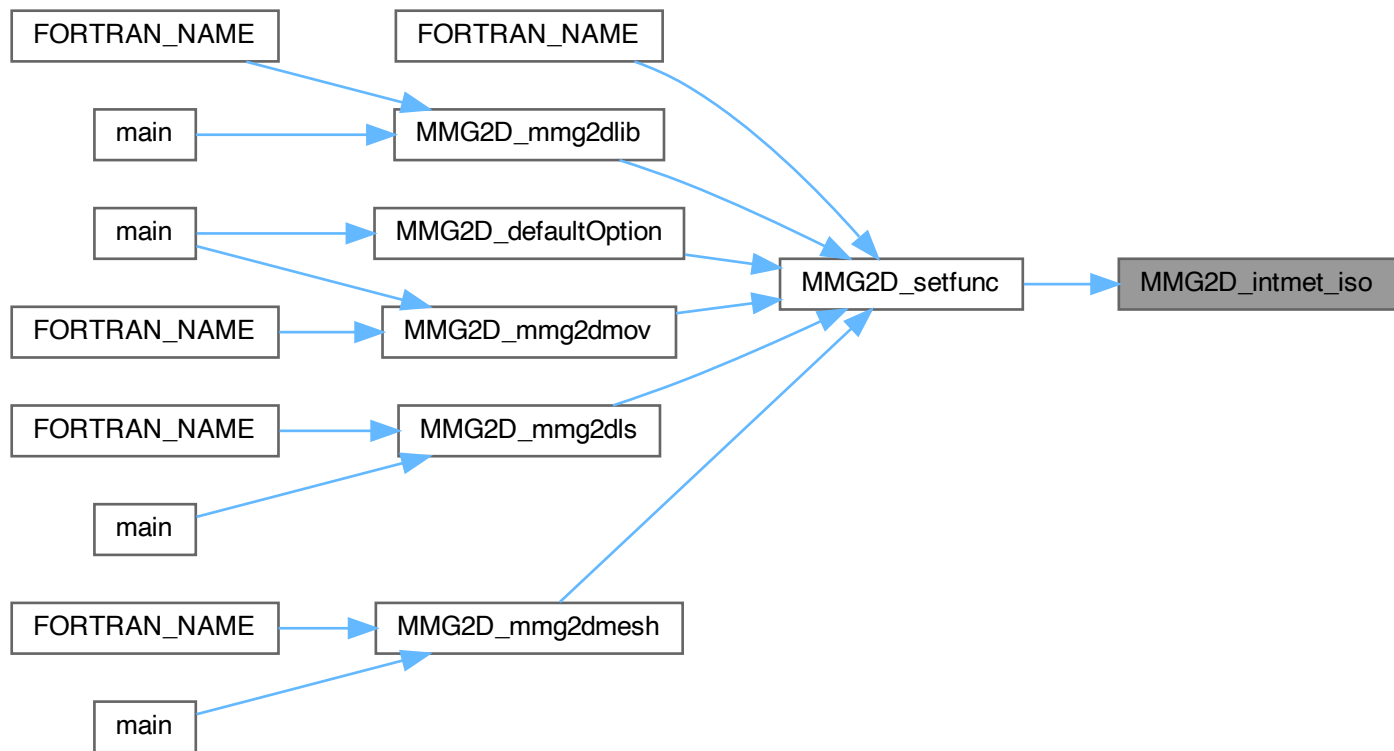 FORTRAN_NAME
FORTRAN_NAME
main
MMG2D_mmg2dlib
main
MMG2D_defaultOption
MMG2D_setfunc
MMG2D_intmet_iso
FORTRAN_NAME
MMG2D_mmg2dmov
FORTRAN_NAME
MMG2D_mmg2dls
main
FORTRAN_NAME
MMG2D_mmg2dmesh
main